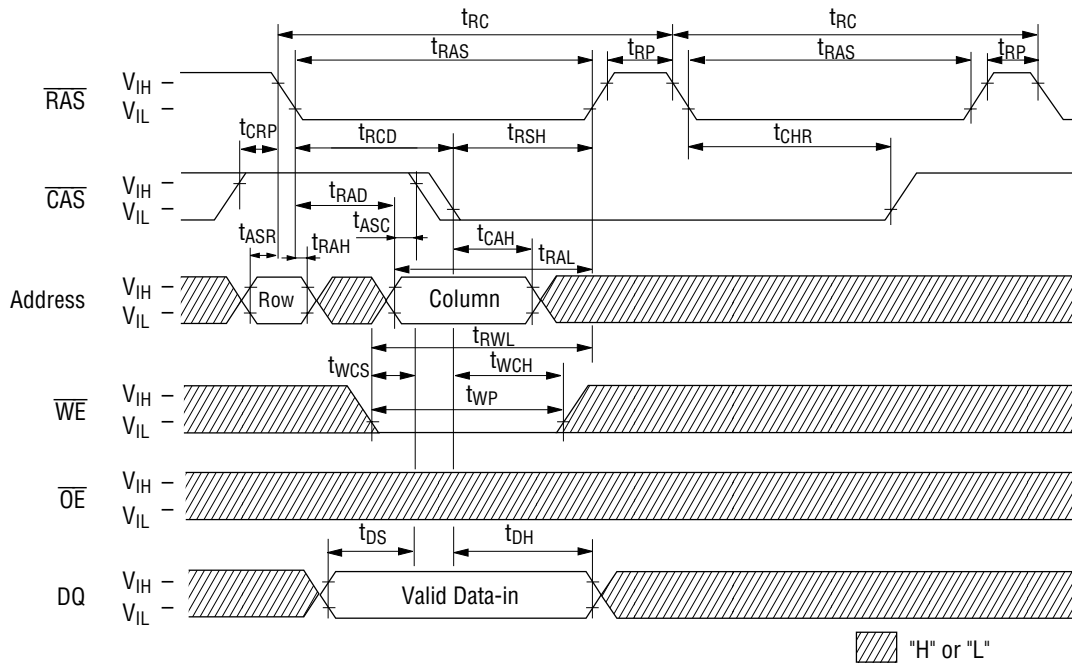 tRC tRC
tRAS tRP tRAS tRP
RAS VIH
VIL
tCRP tRCD tRSH tCHR
CAS VIH
VIL
tRAD
tASR tRAH tASC tCAH
tRAL
Address VIH
VIL
Row Column
tRWL
tWCS tWCH
tWP
WE VIH
VIL
OE VIH
VIL
tDS tDH
DQ VIH
VIL
Valid Data-in
"H" or "L"